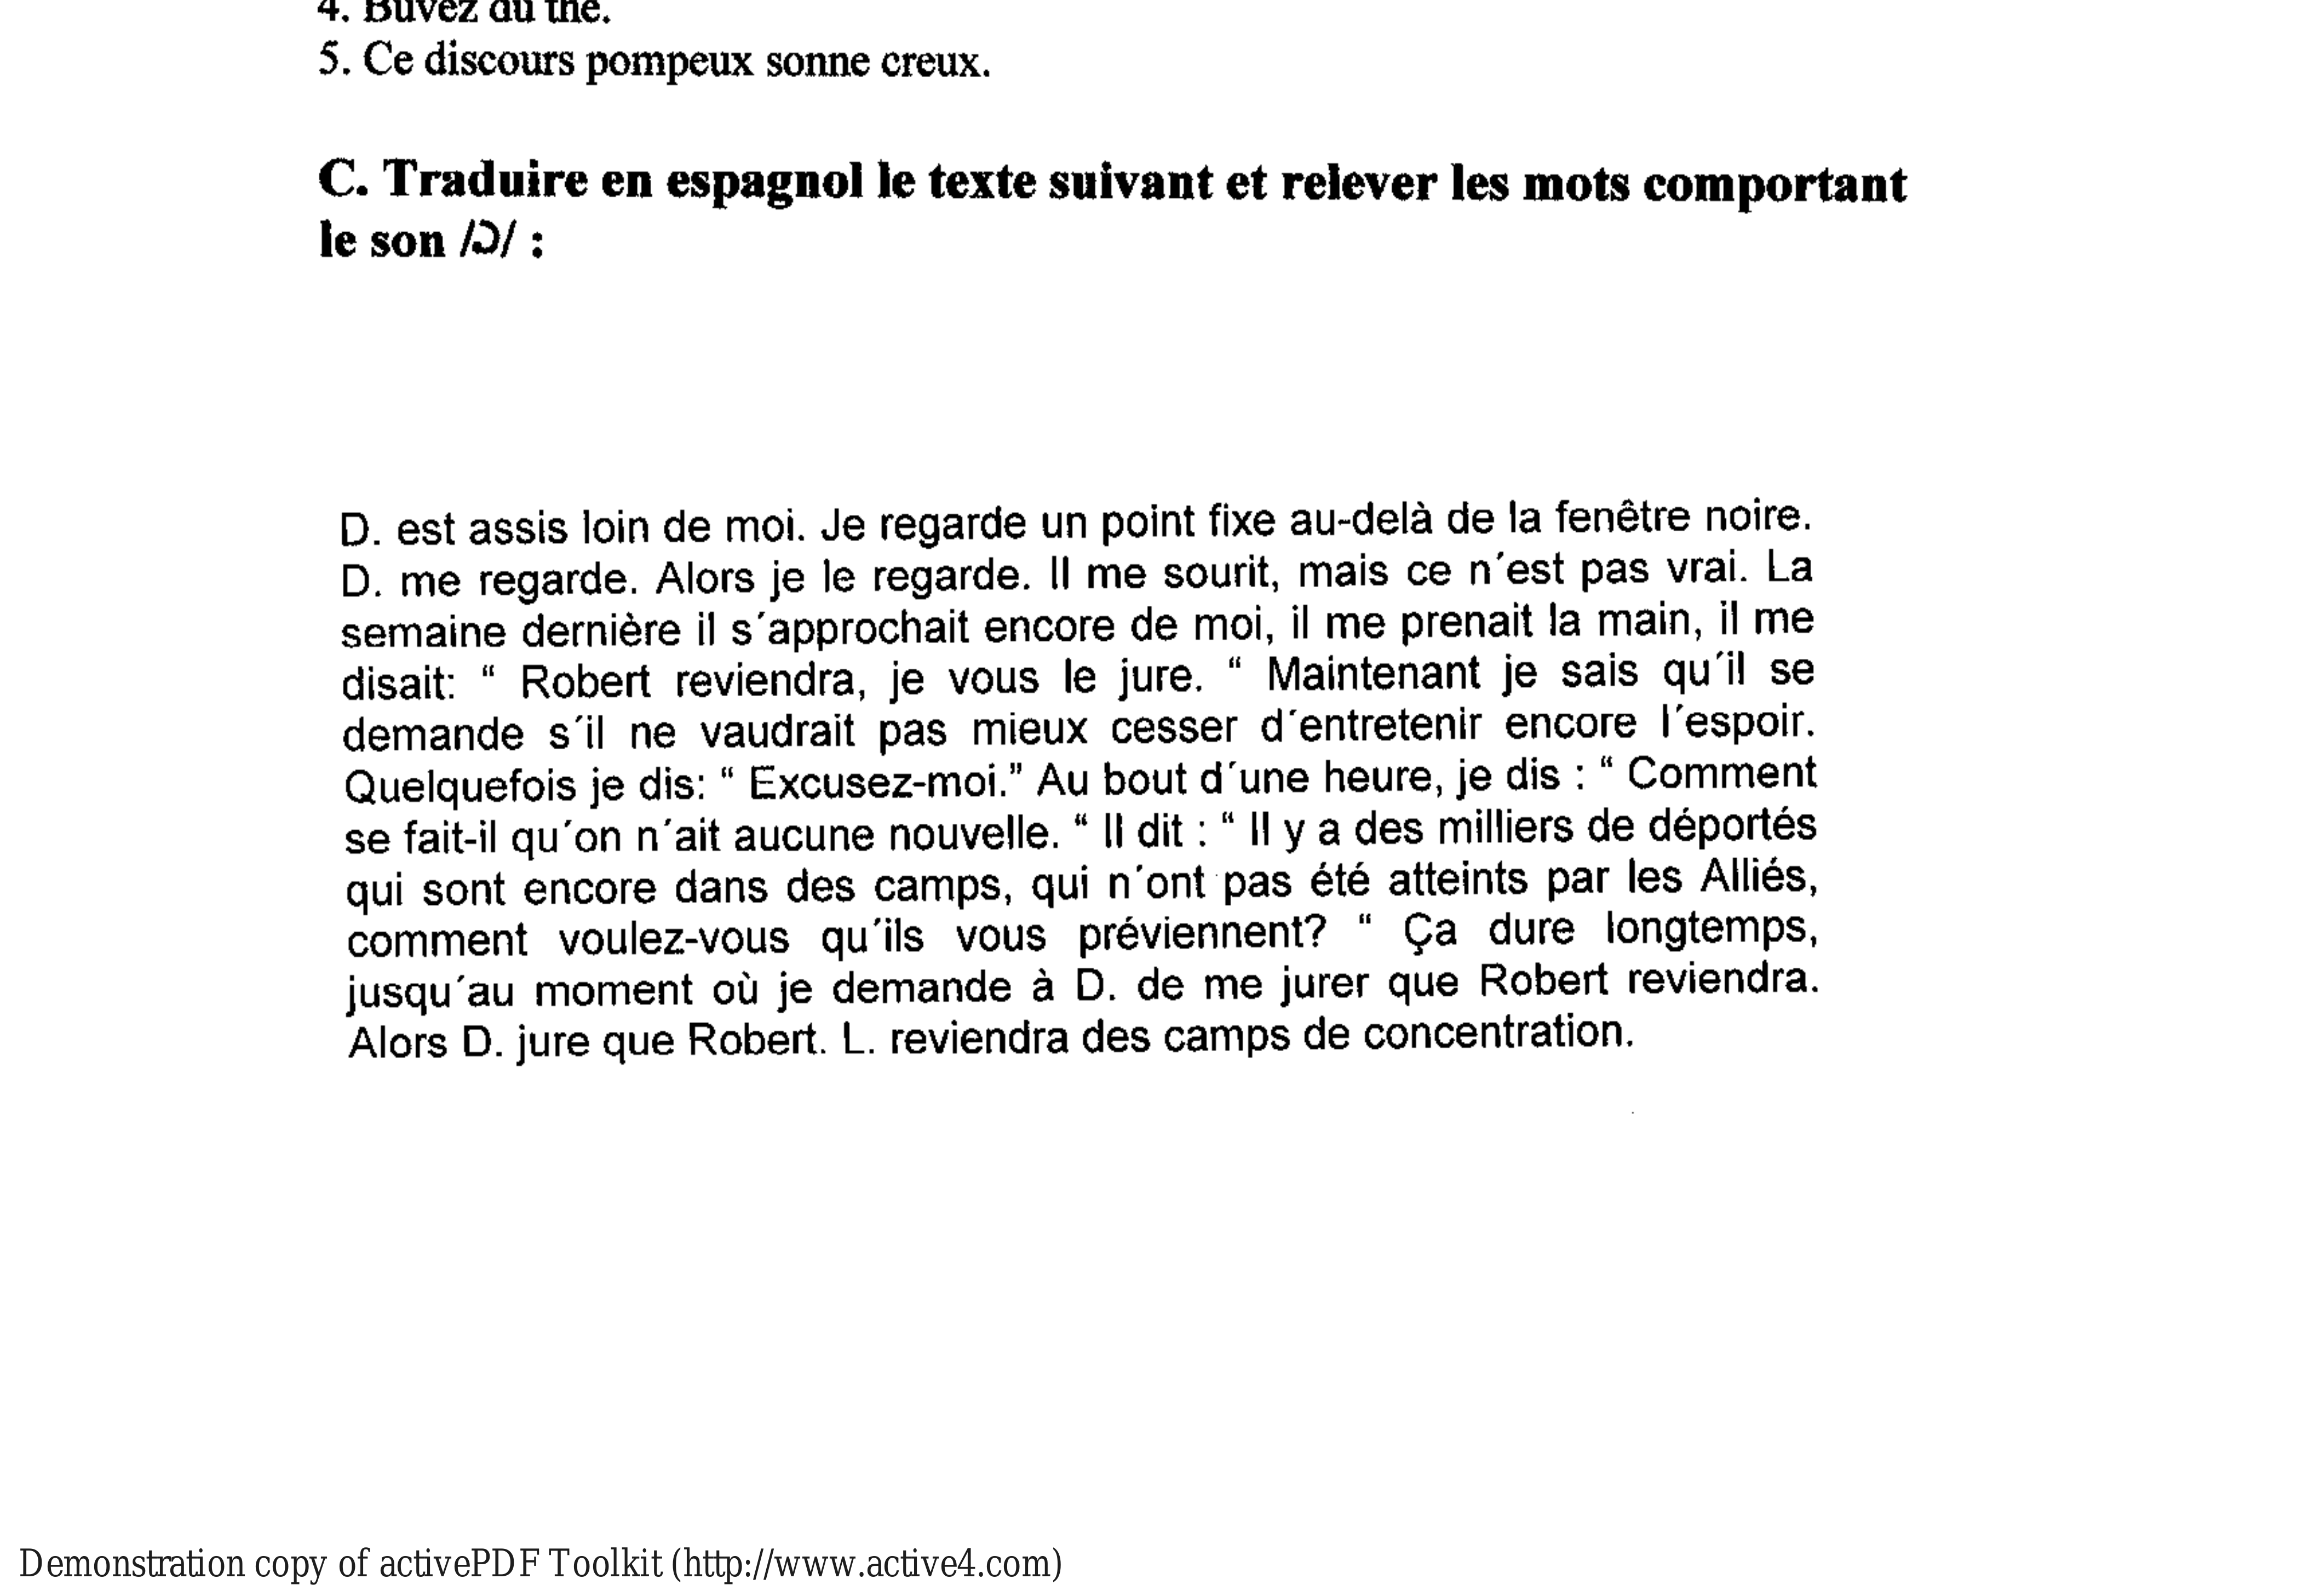 4. Buvez du thé.
5. Ce discours pompeux sonne creux.
C. Traduire en espagnol le texte suivant et relever les mots comportant
le son /Ɔ/ :
D. est assis loin de moi. Je regarde un point fixe au-delà de la fenêtre noire.
D. me regarde. Alors je le regarde. Il me sourit, mais ce n´est pas vrai. La
semaine dernière il s´approchait encore de moi, il me prenait la main, il me
disait: “ Robert reviendra, je vous le jure. “ Maintenant je sais qu´il se
demande s´il ne vaudrait pas mieux cesser d´entretenir encore l´espoir.
Quelquefois je dis: “ Excusez-moi.” Au bout d´une heure, je dis : “ Comment
se fait-il qu´on n´ait aucune nouvelle. “ Il dit : “ Il y a des milliers de déportés
qui sont encore dans des camps, qui n´ont pas été atteints par les Alliés,
comment voulez-vous qu´ils vous préviennent? “ Ça dure longtemps,
jusqu´au moment où je demande à D. de me jurer que Robert reviendra.
Alors D. jure que Robert. L. reviendra des camps de concentration.
Demonstration copy of activePDF Toolkit (http://www.active4.com)